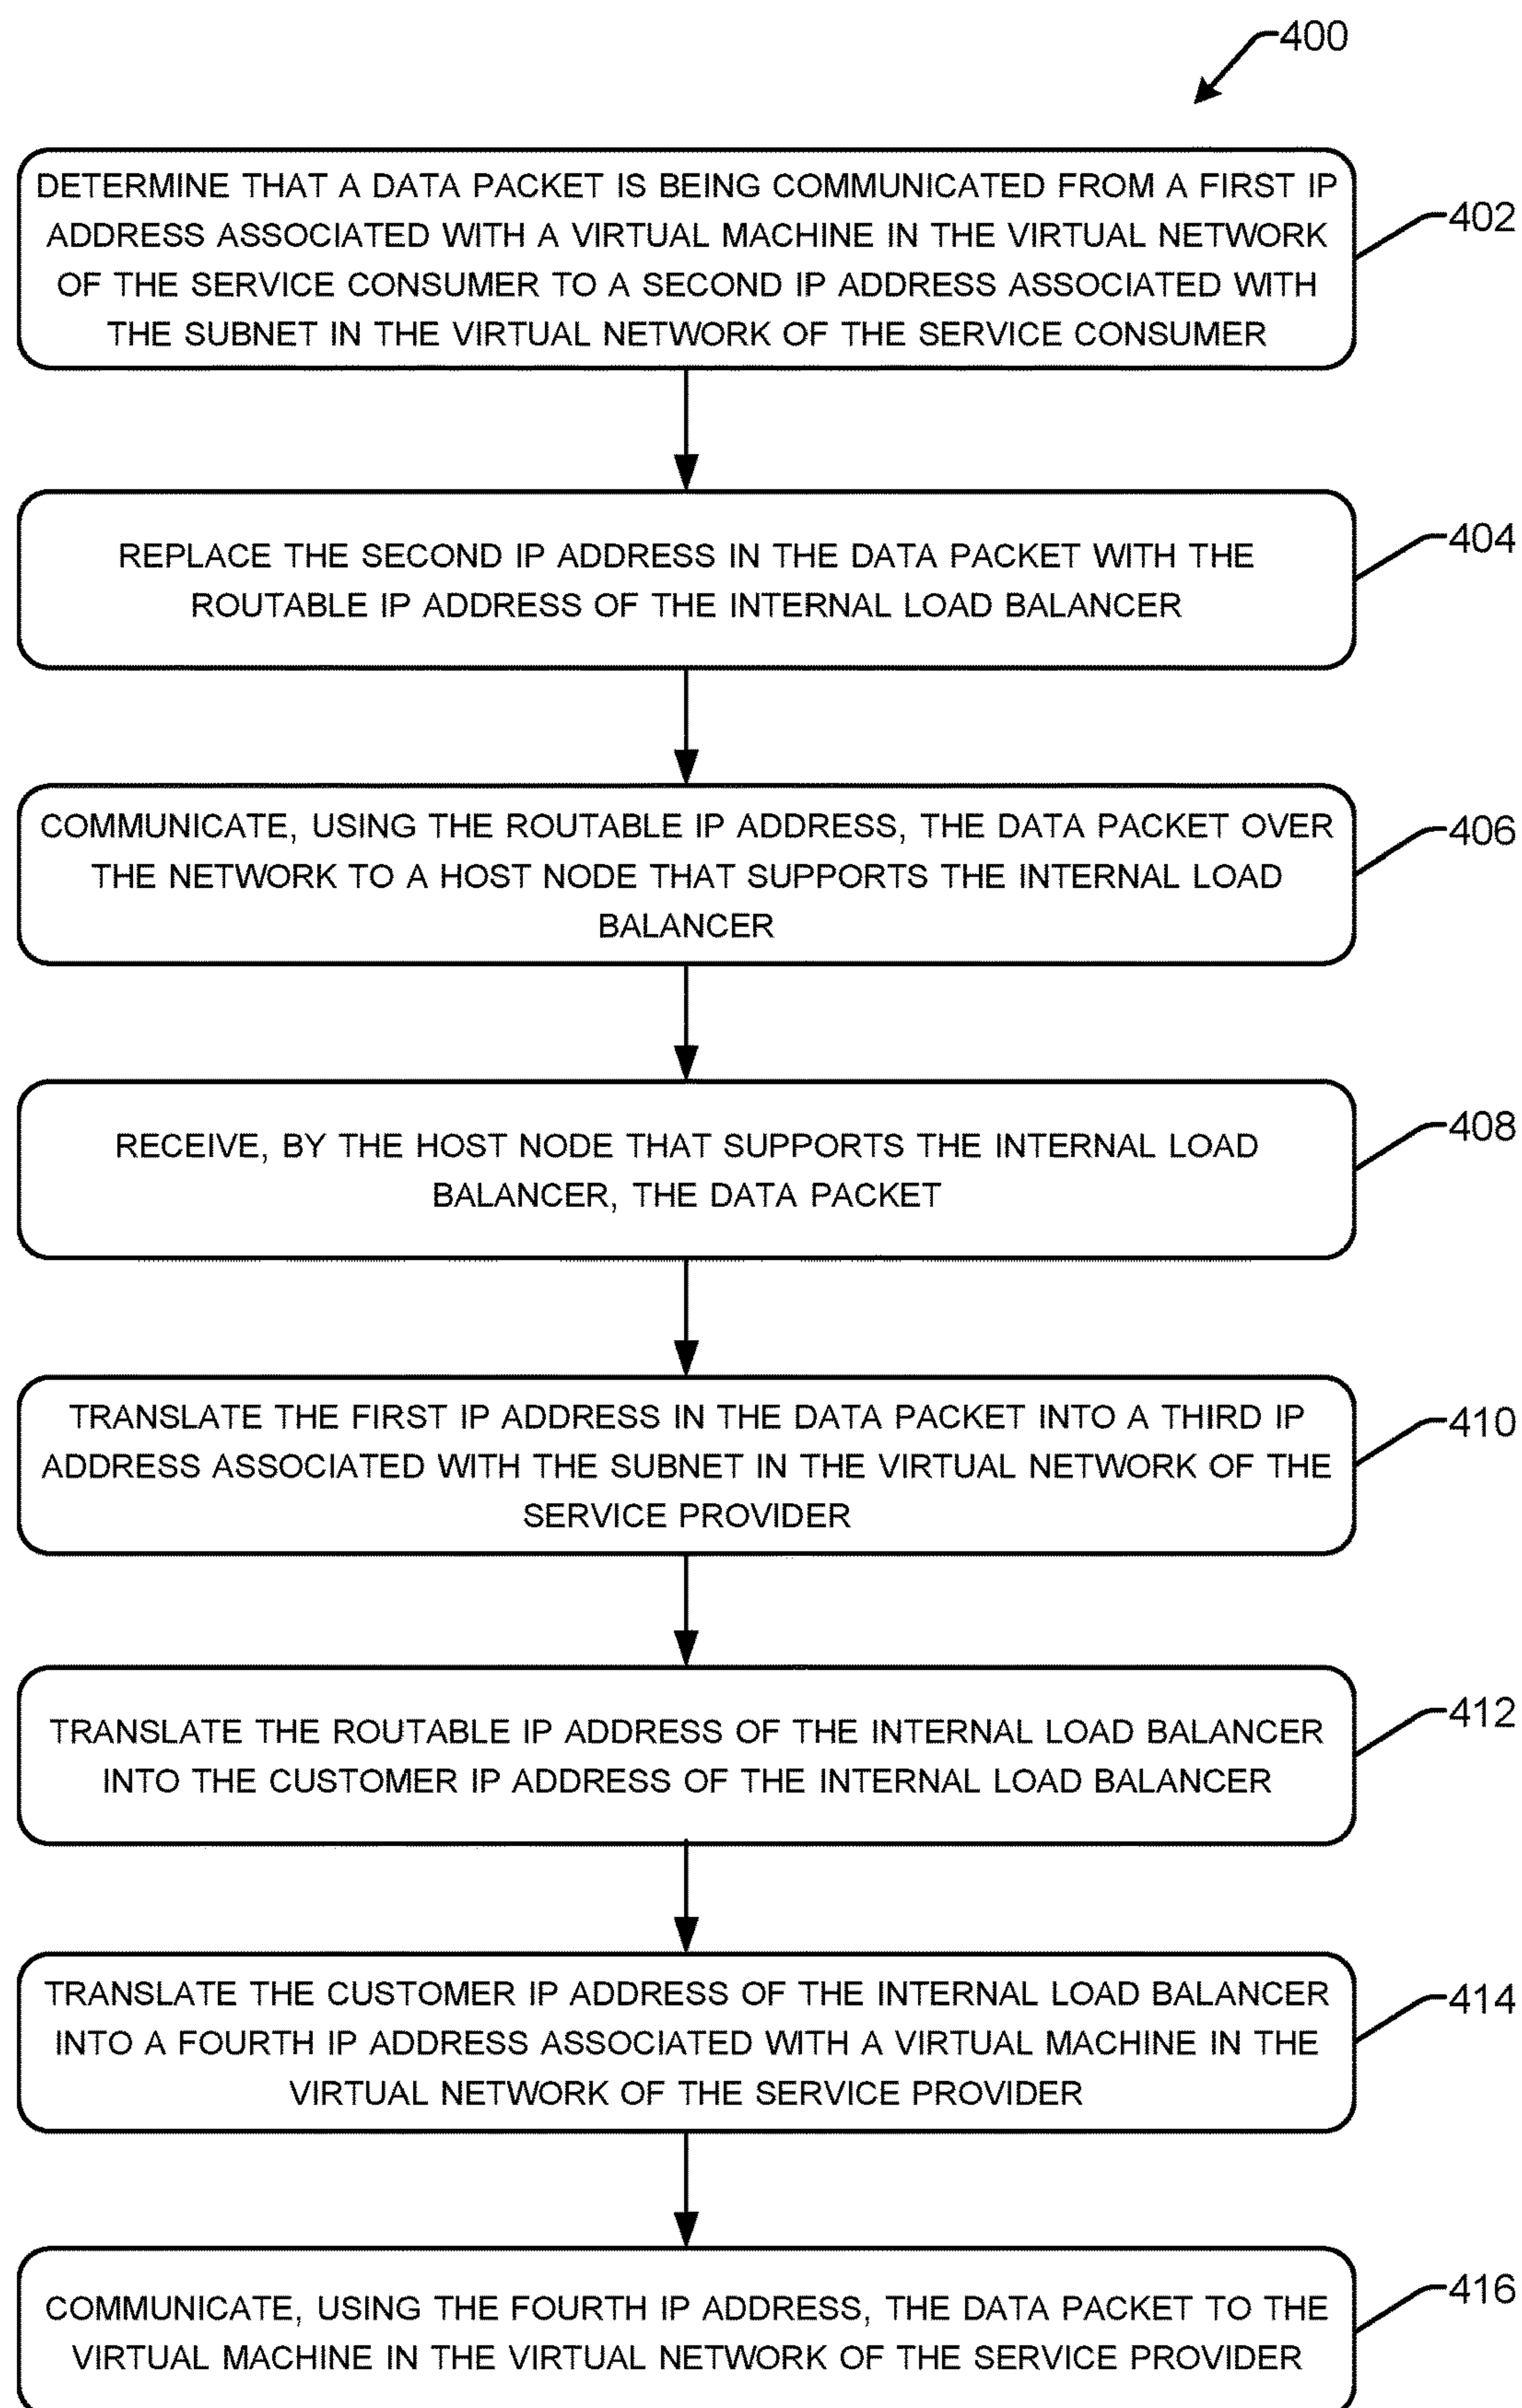 400
DETERMINE THAT A DATA PACKET IS BEING COMMUNICATED FROM A FIRST IP
ADDRESS ASSOCIATED WITH A VIRTUAL MACHINE IN THE VIRTUAL NETWORK
OF THE SERVICE CONSUMER TO A SECOND IP ADDRESS ASSOCIATED WITH
THE SUBNET IN THE VIRTUAL NETWORK OF THE SERVICE CONSUMER
402
REPLACE THE SECOND IP ADDRESS IN THE DATA PACKET WITH THE
ROUTABLE IP ADDRESS OF THE INTERNAL LOAD BALANCER
404
COMMUNICATE, USING THE ROUTABLE IP ADDRESS, THE DATA PACKET OVER
THE NETWORK TO A HOST NODE THAT SUPPORTS THE INTERNAL LOAD
BALANCER
406
RECEIVE, BY THE HOST NODE THAT SUPPORTS THE INTERNAL LOAD
BALANCER, THE DATA PACKET
408
TRANSLATE THE FIRST IP ADDRESS IN THE DATA PACKET INTO A THIRD IP
ADDRESS ASSOCIATED WITH THE SUBNET IN THE VIRTUAL NETWORK OF THE
SERVICE PROVIDER
410
TRANSLATE THE ROUTABLE IP ADDRESS OF THE INTERNAL LOAD BALANCER
INTO THE CUSTOMER IP ADDRESS OF THE INTERNAL LOAD BALANCER
412
TRANSLATE THE CUSTOMER IP ADDRESS OF THE INTERNAL LOAD BALANCER
INTO A FOURTH IP ADDRESS ASSOCIATED WITH A VIRTUAL MACHINE IN THE
VIRTUAL NETWORK OF THE SERVICE PROVIDER
414
COMMUNICATE, USING THE FOURTH IP ADDRESS, THE DATA PACKET TO THE
VIRTUAL MACHINE IN THE VIRTUAL NETWORK OF THE SERVICE PROVIDER
416